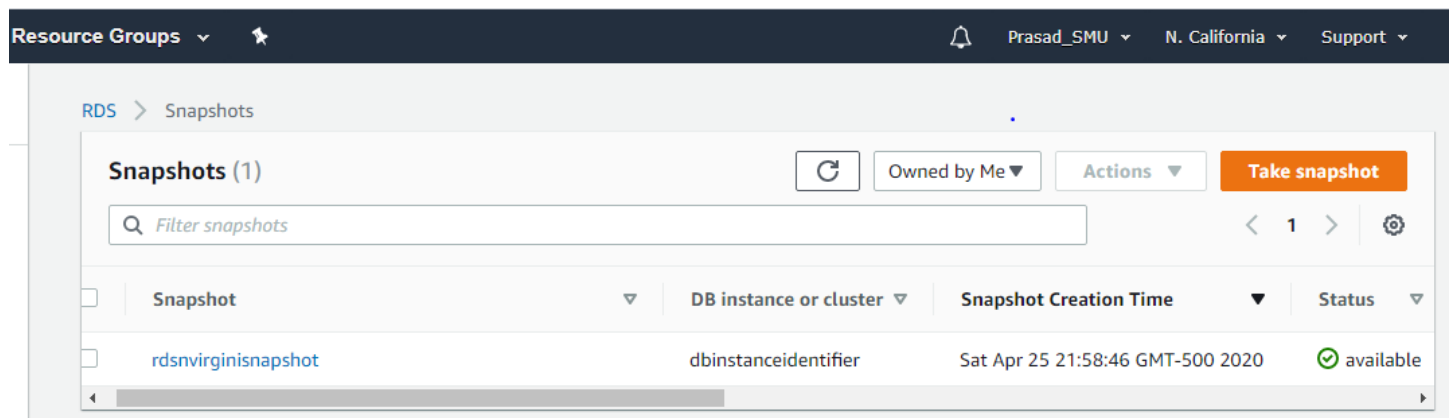 Resource Groups Prasad_SMU N. California Support
RDS > Snapshots
Snapshots (1) Owned by Me Actions Take snapshot
Filter snapshots < 1 >
Snapshot DB instance or cluster Snapshot Creation Time Status
rdsnvirginisnapshot dbinstanceidentifier Sat Apr 25 21:58:46 GMT-500 2020 available